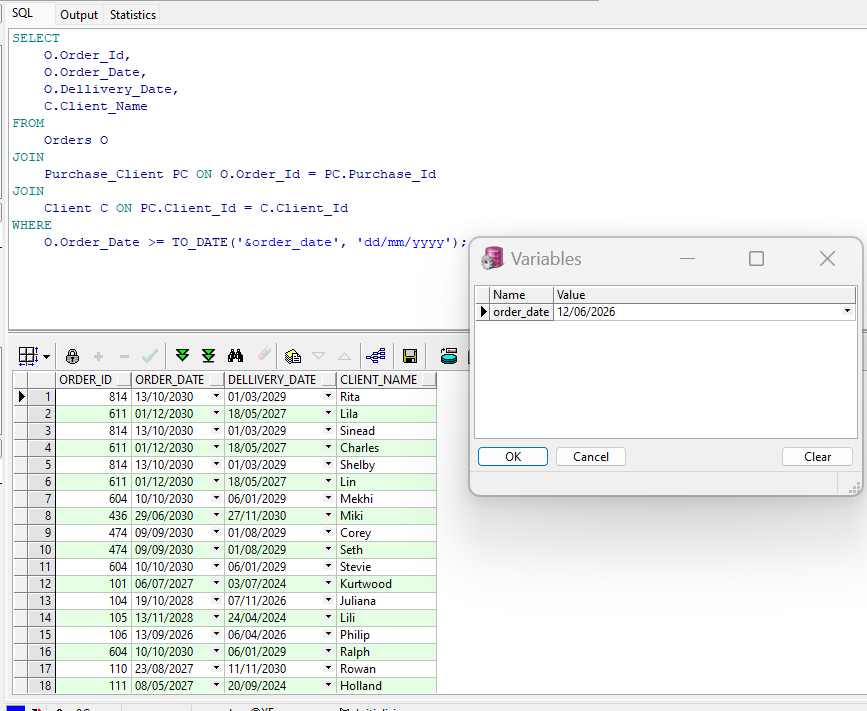 SQL Output Statistics
SELECT
O.Order_Id,
O.Order_Date,
O.Dellivery_Date,
C.Client_Name
FROM
Orders O
JOIN
Purchase_Client PC ON O.Order_Id = PC.Purchase_Id
JOIN
Client C ON PC.Client_Id = C.Client_Id
WHERE
O.Order_Date >= TO_DATE('&order_date', 'dd/mm/yyyy');
Variables
Name Value
order_date 12/06/2026
OK Cancel Clear
ORDER_ID ORDER_DATE DELLIVERY_DATE CLIENT_NAME
1 814 13/10/2030 01/03/2029 Rita
2 611 01/12/2030 18/05/2027 Lila
3 814 13/10/2030 01/03/2029 Sinead
4 611 01/12/2030 18/05/2027 Charles
5 814 13/10/2030 01/03/2029 Shelby
6 611 01/12/2030 18/05/2027 Lin
7 604 10/10/2030 06/01/2029 Mekhi
8 436 29/06/2030 27/11/2030 Miki
9 474 09/09/2030 01/08/2029 Corey
10 474 09/09/2030 01/08/2029 Seth
11 604 10/10/2030 06/01/2029 Stevie
12 101 06/07/2027 03/07/2024 Kurtwood
13 104 19/10/2028 07/11/2026 Juliana
14 105 13/11/2028 24/04/2024 Lili
15 106 13/09/2026 06/04/2026 Philip
16 604 10/10/2030 06/01/2029 Ralph
17 110 23/08/2027 11/11/2030 Rowan
18 111 08/05/2027 20/09/2024 Holland